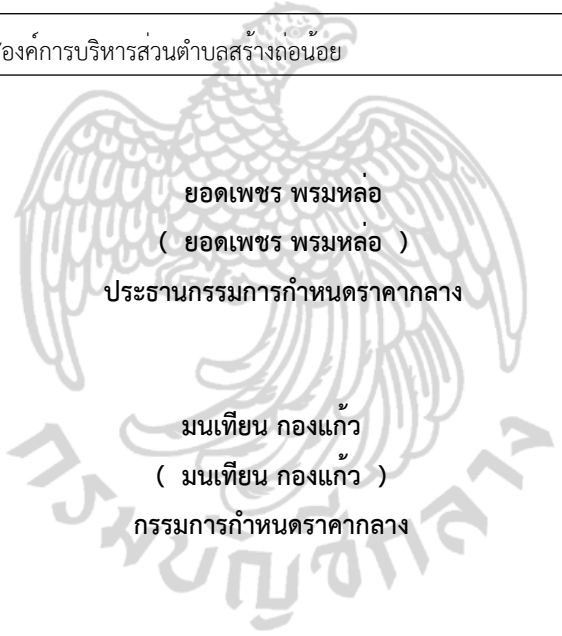 องค์การบริหารส่วนตำบลสร้างถ่อน้อย
ยอดเพชร พรมหล่อ
( ยอดเพชร พรมหล่อ )
ประธานกรรมการกำหนดราคากลาง
มนเทียน กองแก้ว
( มนเทียน กองแก้ว )
กรรมการกำหนดราคากลาง
กรมบัญชีกลาง